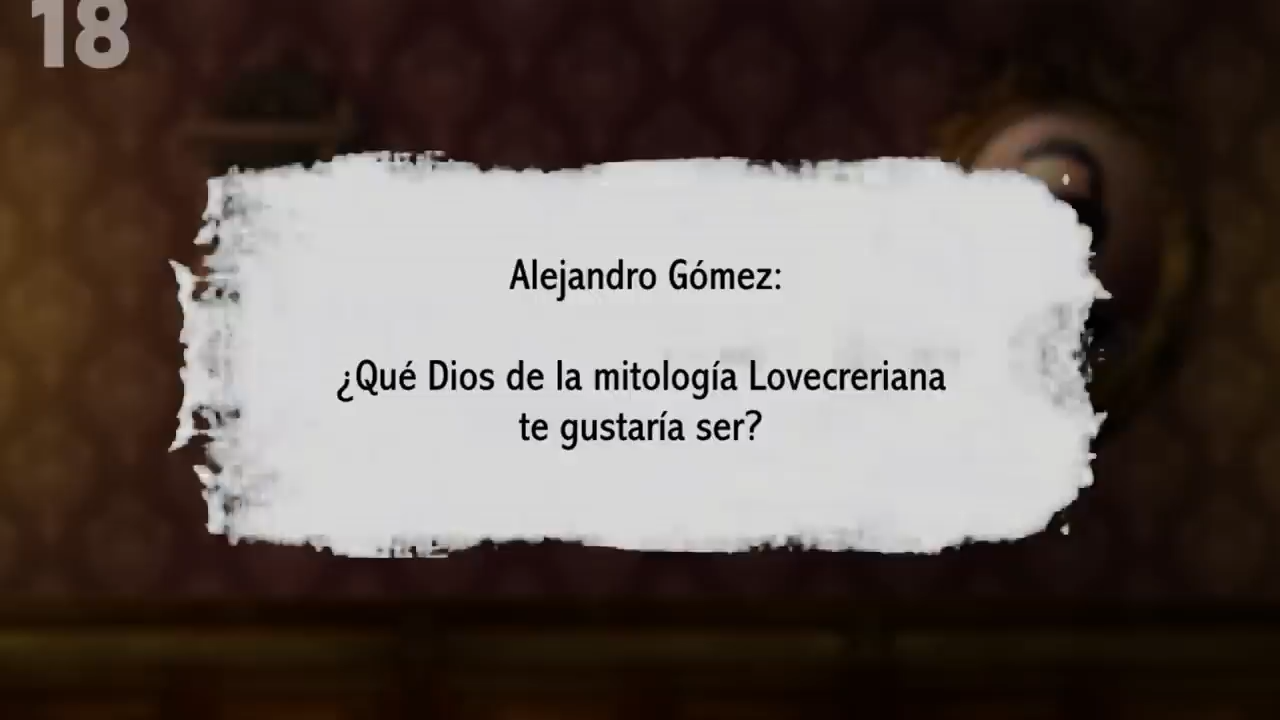 18
Alejandro Gómez:
¿Qué Dios de la mitología Lovecreriana
te gustaría ser?